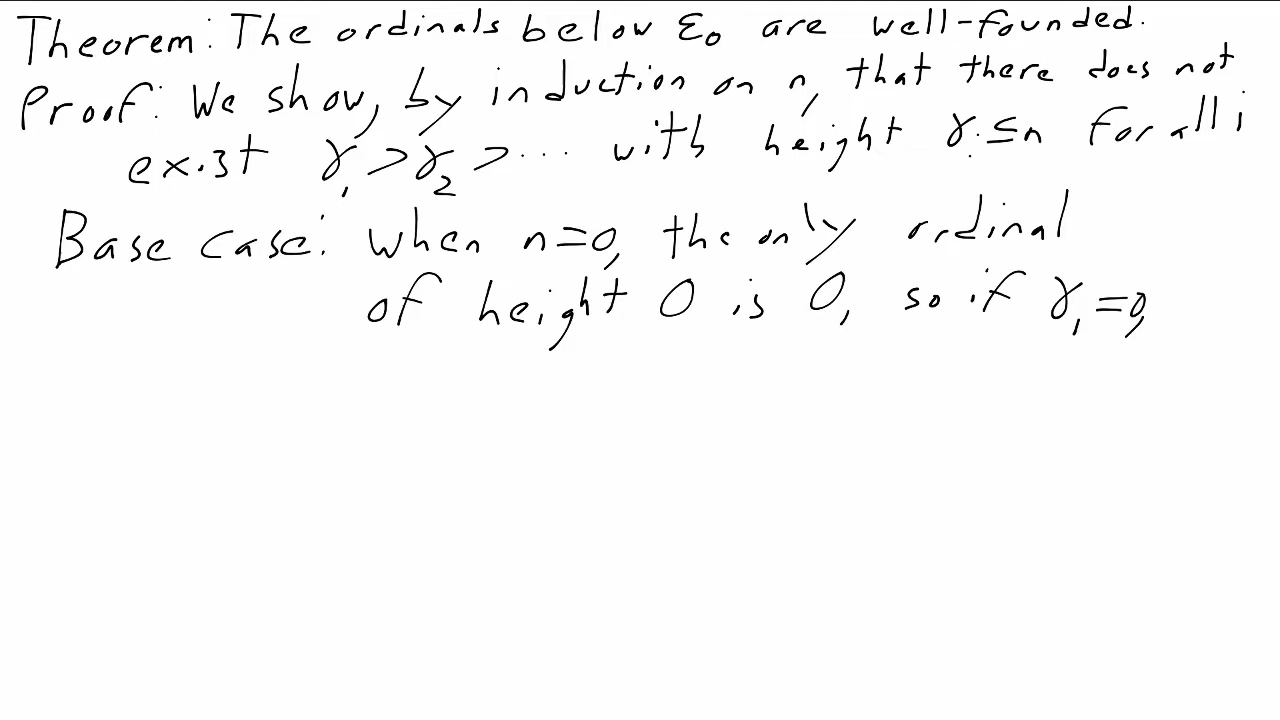 Theorem: The ordinals below ε₀ are well-founded.
Proof: We show, by induction on n, that there does not
exist γ₁ > γ₂ > ... with height γᵢ ≤ n for all i
Base case: when n=0, the only ordinal
of height 0 is 0, so if γ₁=0,